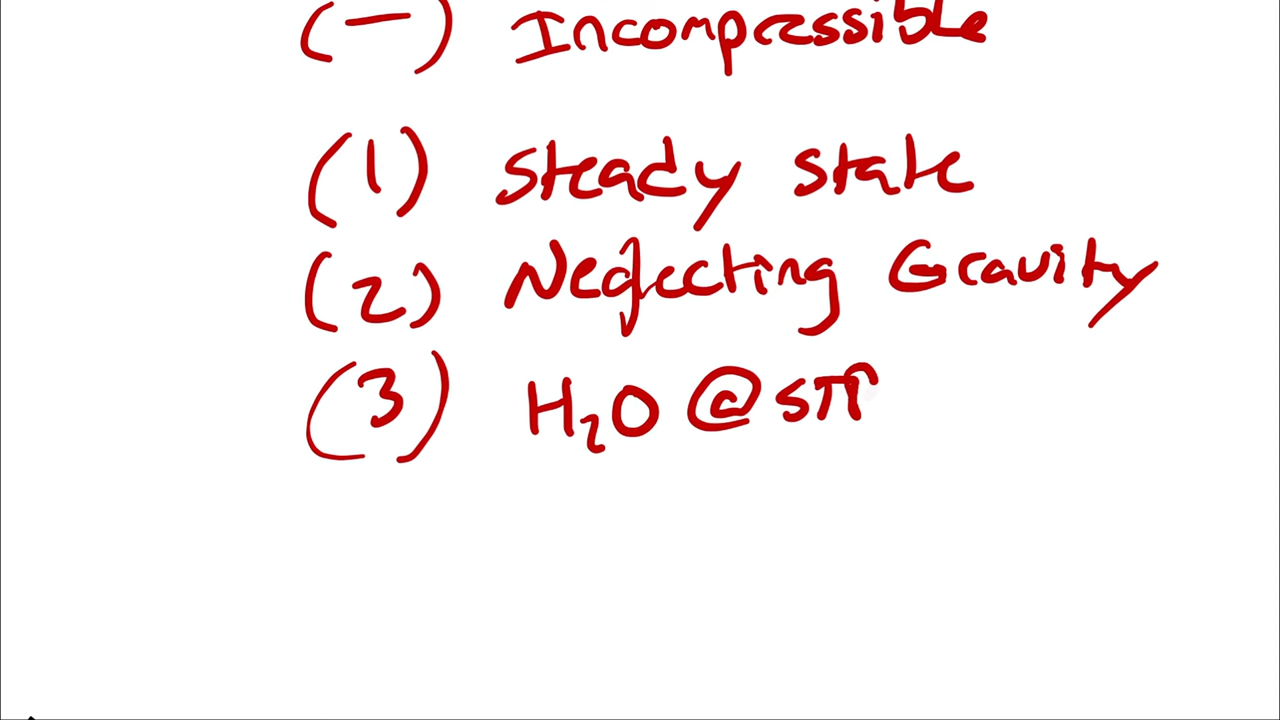 (-) Incompressible
(1) Steady State
(2) Neglecting Gravity
(3) H₂O @ STP